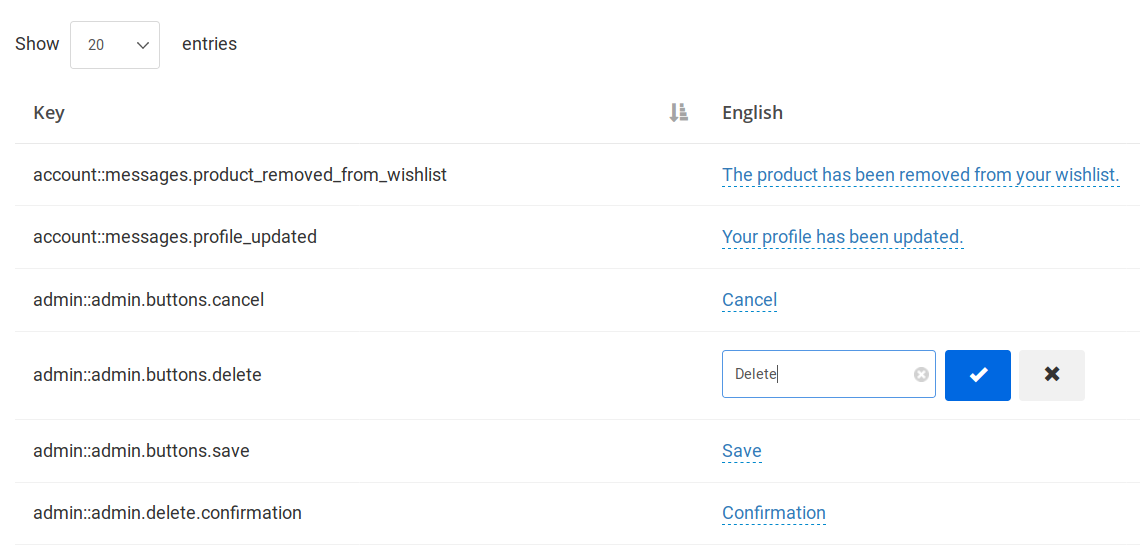 Show 20 entries
Key English
account::messages.product_removed_from_wishlist The product has been removed from your wishlist.
account::messages.profile_updated Your profile has been updated.
admin::admin.buttons.cancel Cancel
admin::admin.buttons.delete Delete
admin::admin.buttons.save Save
admin::admin.delete.confirmation Confirmation